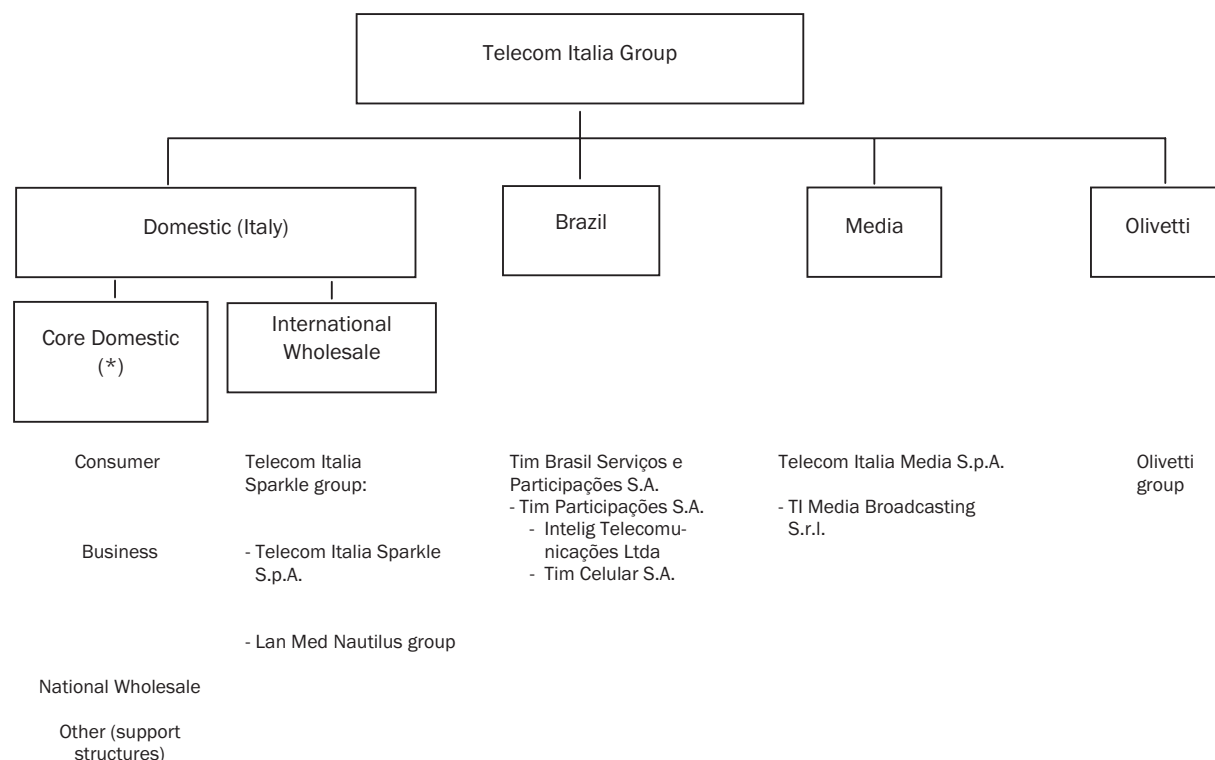 Telecom Italia Group
Domestic (Italy)
Brazil
Media
Olivetti
Core Domestic
(*)
International
Wholesale
Consumer
Business
National Wholesale
Other (support
structures)
Telecom Italia
Sparkle group:
- Telecom Italia Sparkle
S.p.A.
- Lan Med Nautilus group
Tim Brasil Serviços e
Participações S.A.
- Tim Participações S.A.
- Intelig Telecomu-
nicações Ltda
- Tim Celular S.A.
Telecom Italia Media S.p.A.
- TI Media Broadcasting
S.r.l.
Olivetti
group